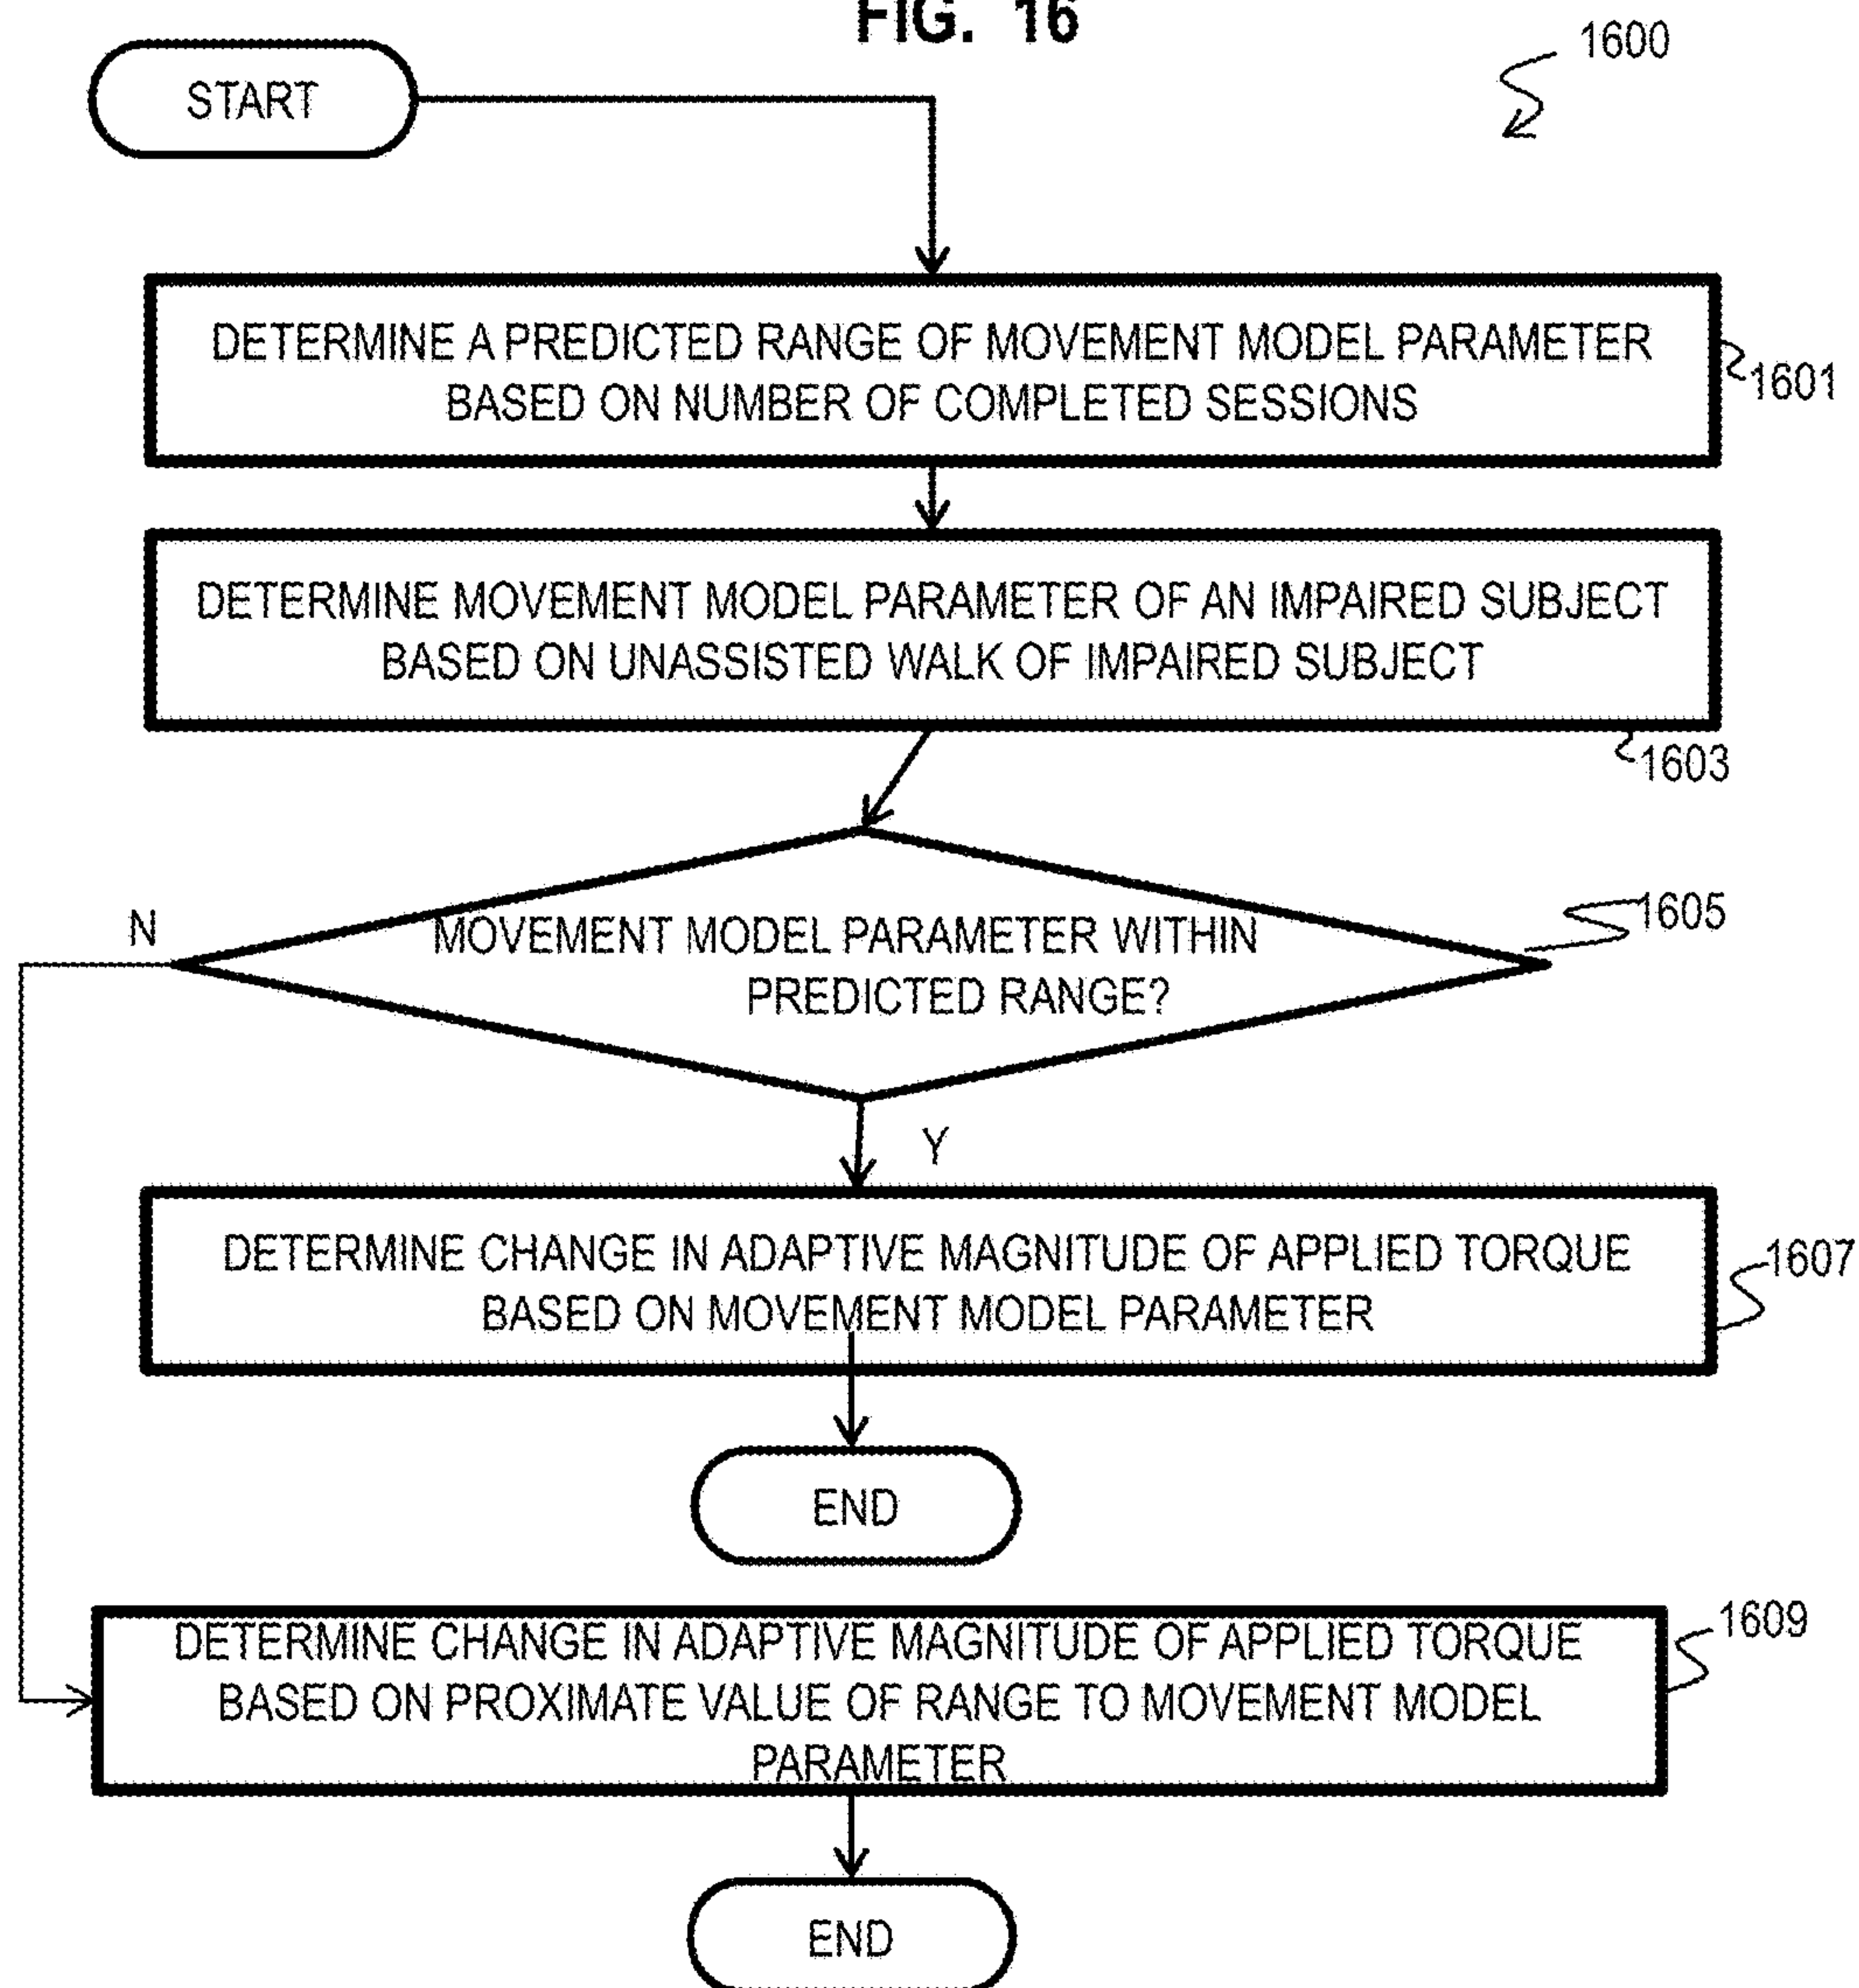 FIG. 16
1600
START
DETERMINE A PREDICTED RANGE OF MOVEMENT MODEL PARAMETER
BASED ON NUMBER OF COMPLETED SESSIONS
1601
DETERMINE MOVEMENT MODEL PARAMETER OF AN IMPAIRED SUBJECT
BASED ON UNASSISTED WALK OF IMPAIRED SUBJECT
1603
MOVEMENT MODEL PARAMETER WITHIN
PREDICTED RANGE?
1605
N
Y
DETERMINE CHANGE IN ADAPTIVE MAGNITUDE OF APPLIED TORQUE
BASED ON MOVEMENT MODEL PARAMETER
1607
END
DETERMINE CHANGE IN ADAPTIVE MAGNITUDE OF APPLIED TORQUE
BASED ON PROXIMATE VALUE OF RANGE TO MOVEMENT MODEL
PARAMETER
1609
END